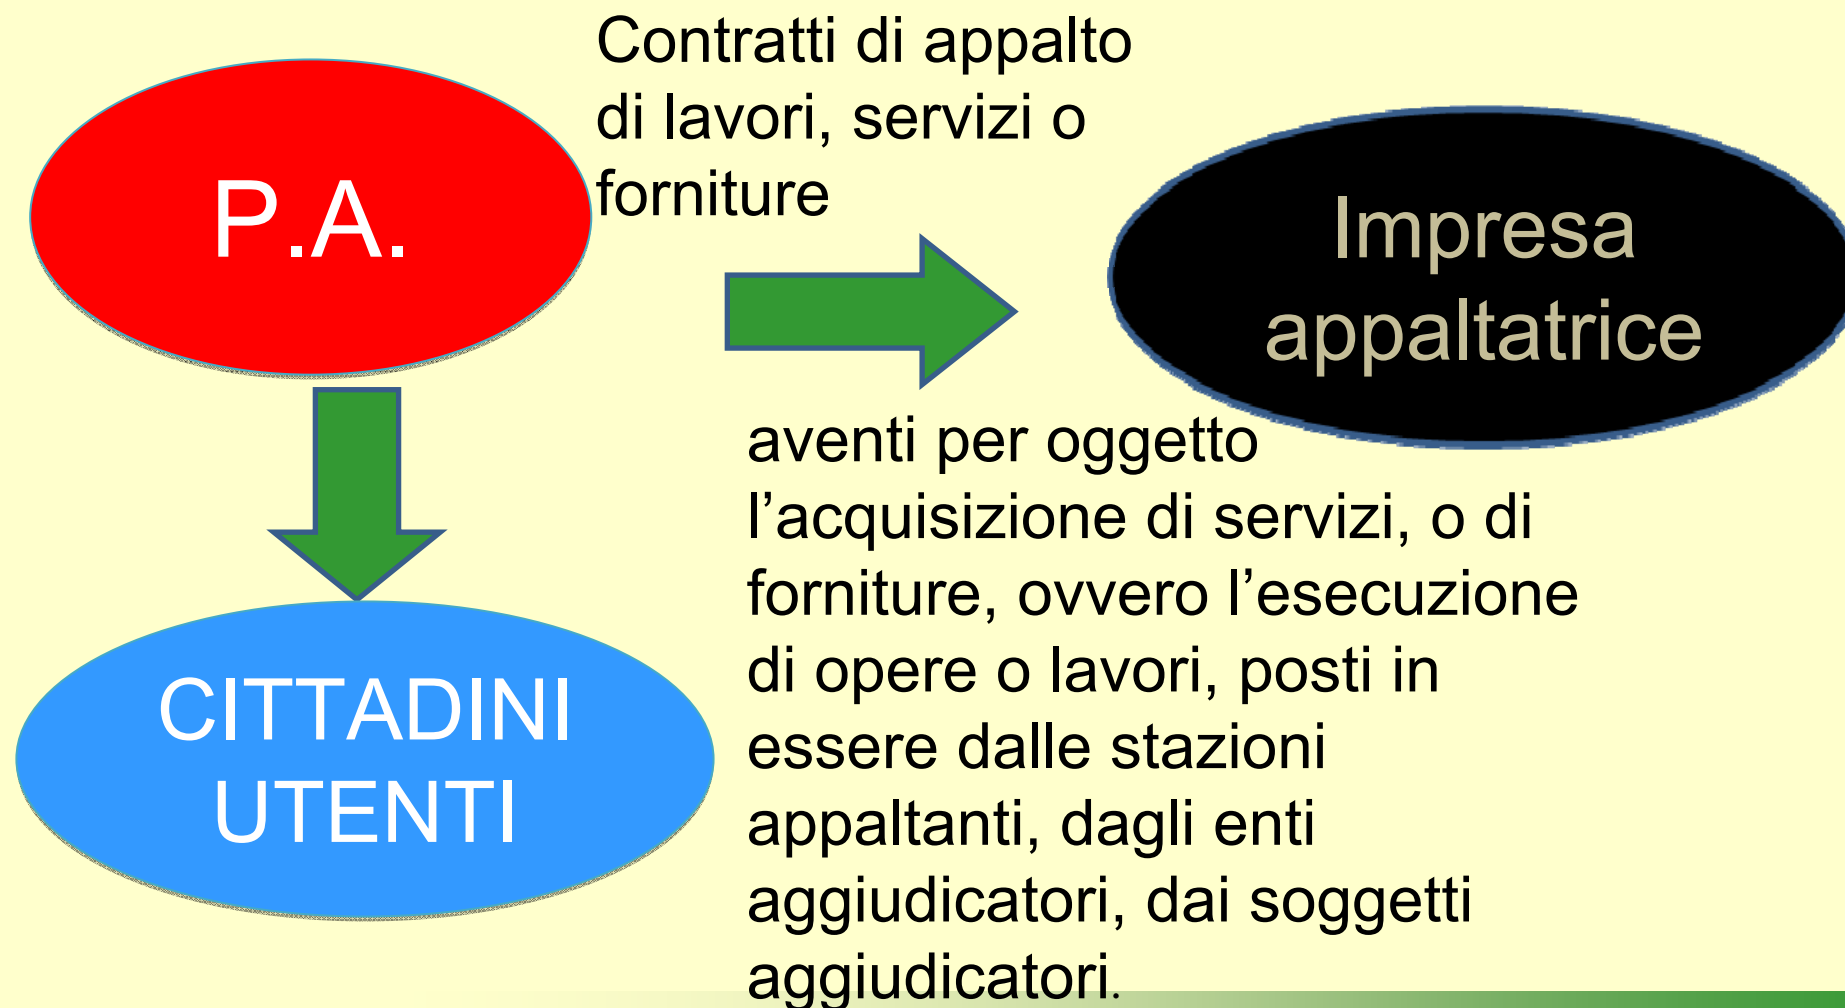 Contratti di appalto
di lavori, servizi o
forniture
P.A.
Impresa
appaltatrice
aventi per oggetto
l’acquisizione di servizi, o di
forniture, ovvero l’esecuzione
di opere o lavori, posti in
essere dalle stazioni
appaltanti, dagli enti
aggiudicatori, dai soggetti
aggiudicatori.
CITTADINI
UTENTI